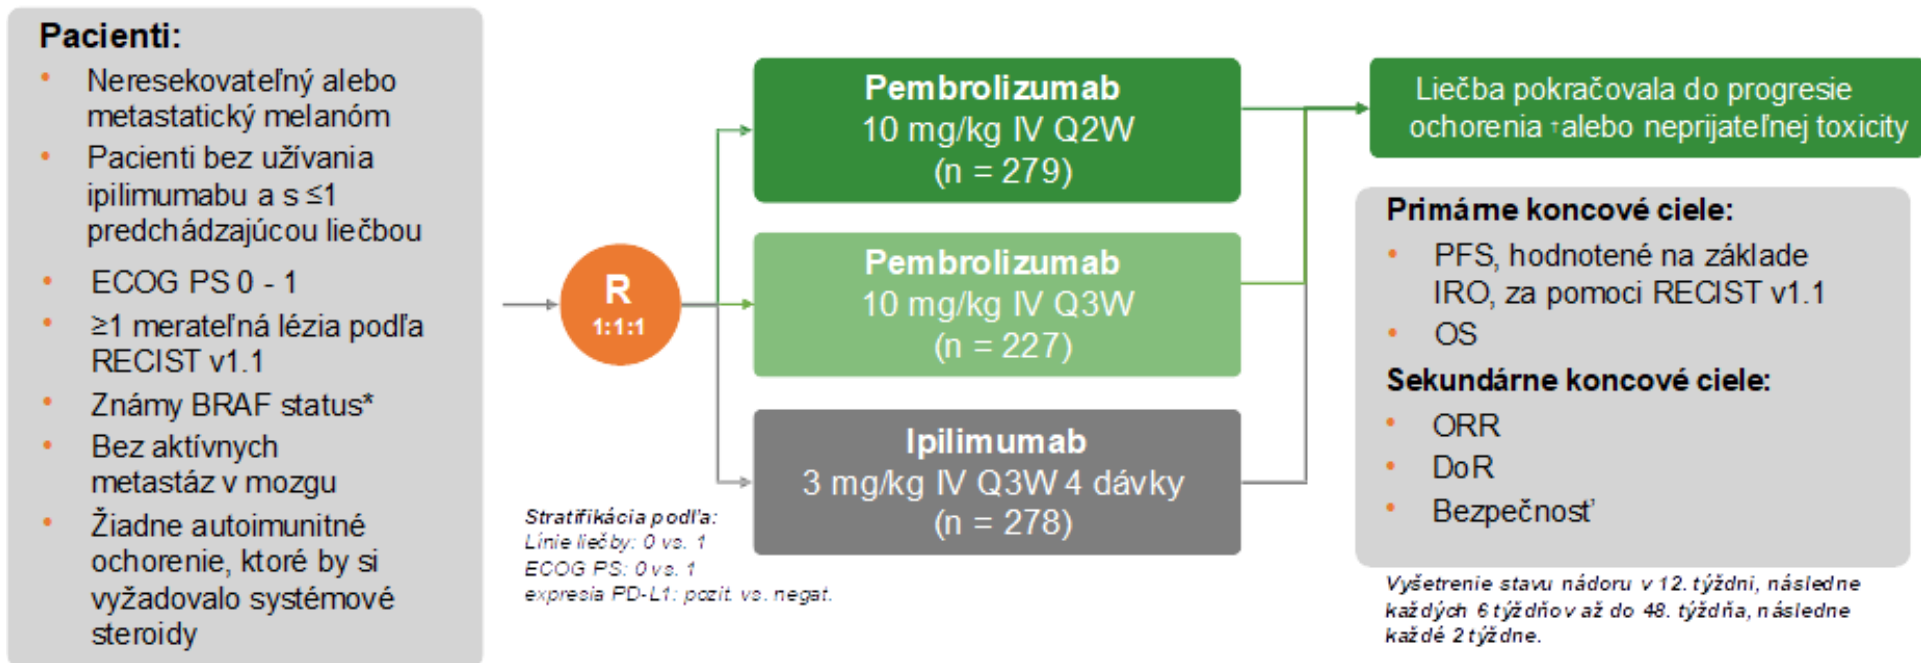 Pacienti:
• Neresekovateľný alebo
metastatický melanóm
• Pacienti bez užívania
ipilimumabu a s ≤1
predchádzajúcou liečbou
• ECOG PS 0 - 1
• ≥1 merateľná lézia podľa
RECIST v1.1
• Známy BRAF status*
• Bez aktívnych
metastáz v mozgu
• Žiadne autoimunitné
ochorenie, ktoré by si
vyžadovalo systémové
steroidy
R
1:1:1
Stratifikácia podľa:
Línie liečby: 0 vs. 1
ECOG PS: 0 vs. 1
expresia PD-L1: pozit. vs. negat.
Pembrolizumab
10 mg/kg IV Q2W
(n = 279)
Pembrolizumab
10 mg/kg IV Q3W
(n = 227)
Ipilimumab
3 mg/kg IV Q3W 4 dávky
(n = 278)
Liečba pokračovala do progresie
ochorenia †alebo neprijateľnej toxicity
Primárne koncové ciele:
• PFS, hodnotené na základe
IRO, za pomoci RECIST v1.1
• OS
Sekundárne koncové ciele:
• ORR
• DoR
• Bezpečnosť
Vyšetrenie stavu nádoru v 12. týždni, následne
každých 6 týždňov až do 48. týždňa, následne
každé 2 týždne.